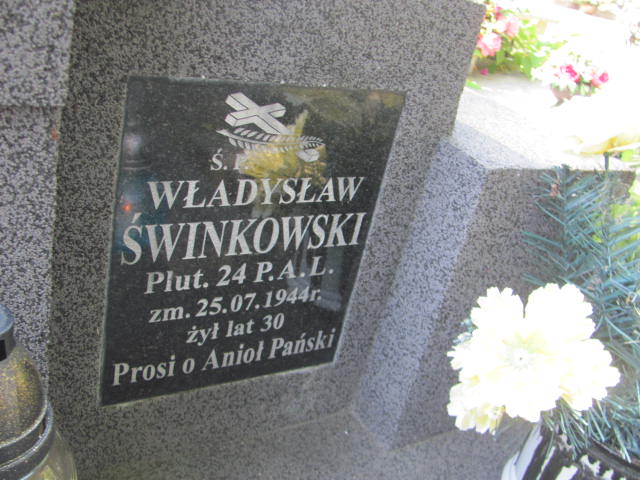 Ś.P.
WŁADYSŁAW
ŚWINKOWSKI
Plut. 24 P.A.L.
zm. 25.07.1944r.
żył lat 30
Prosi o Anioł Pański